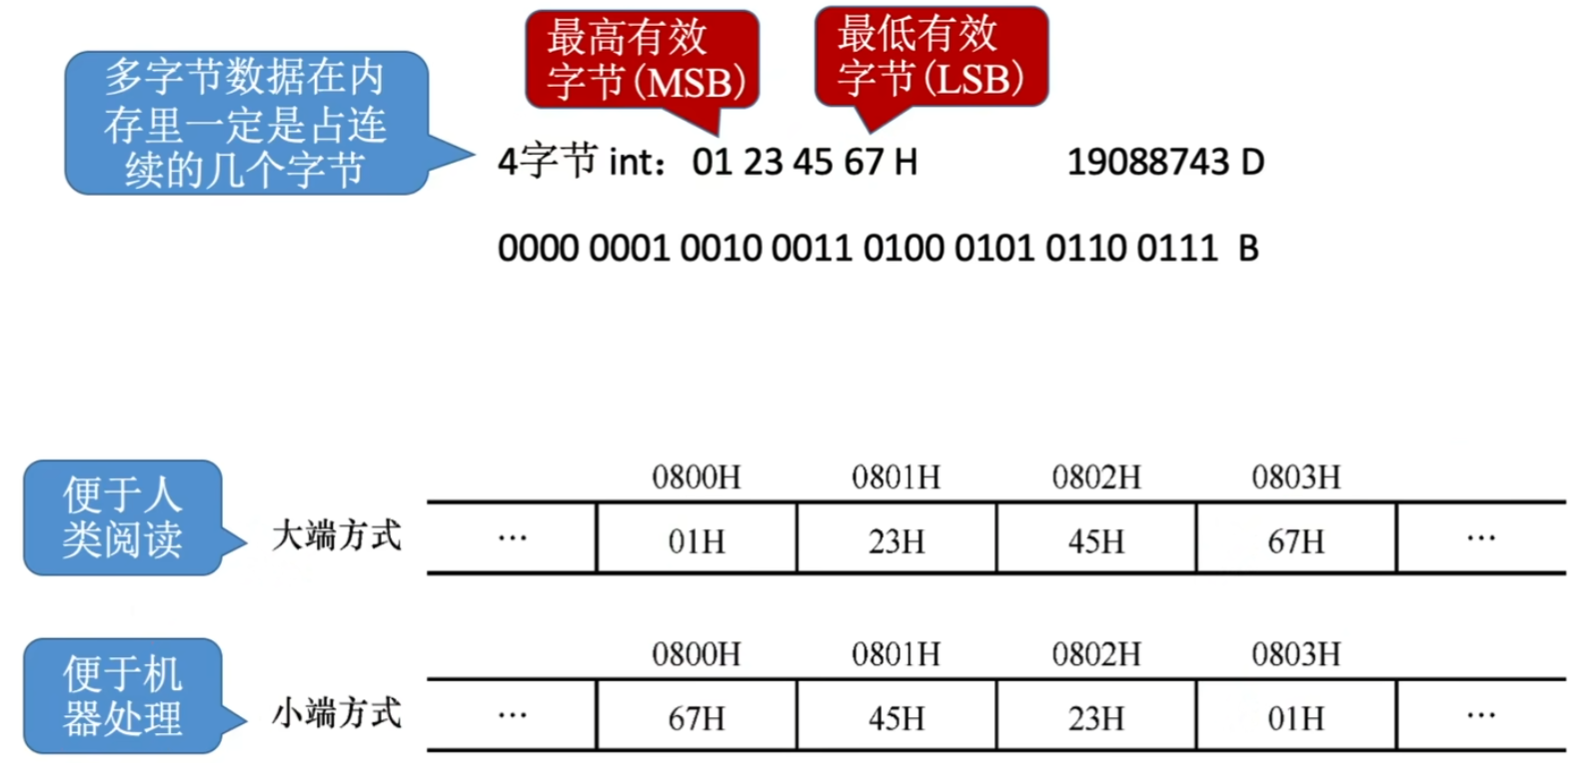 最高有效
字节(MSB)
最低有效
字节(LSB)
多字节数据在内
存里一定是占连
续的几个字节
4字节 int： 01 23 45 67 H 19088743 D
0000 0001 0010 0011 0100 0101 0110 0111 B
便于人
类阅读
0800H 0801H 0802H 0803H
大端方式 … 01H 23H 45H 67H …
便于机
器处理
0800H 0801H 0802H 0803H
小端方式 … 67H 45H 23H 01H …